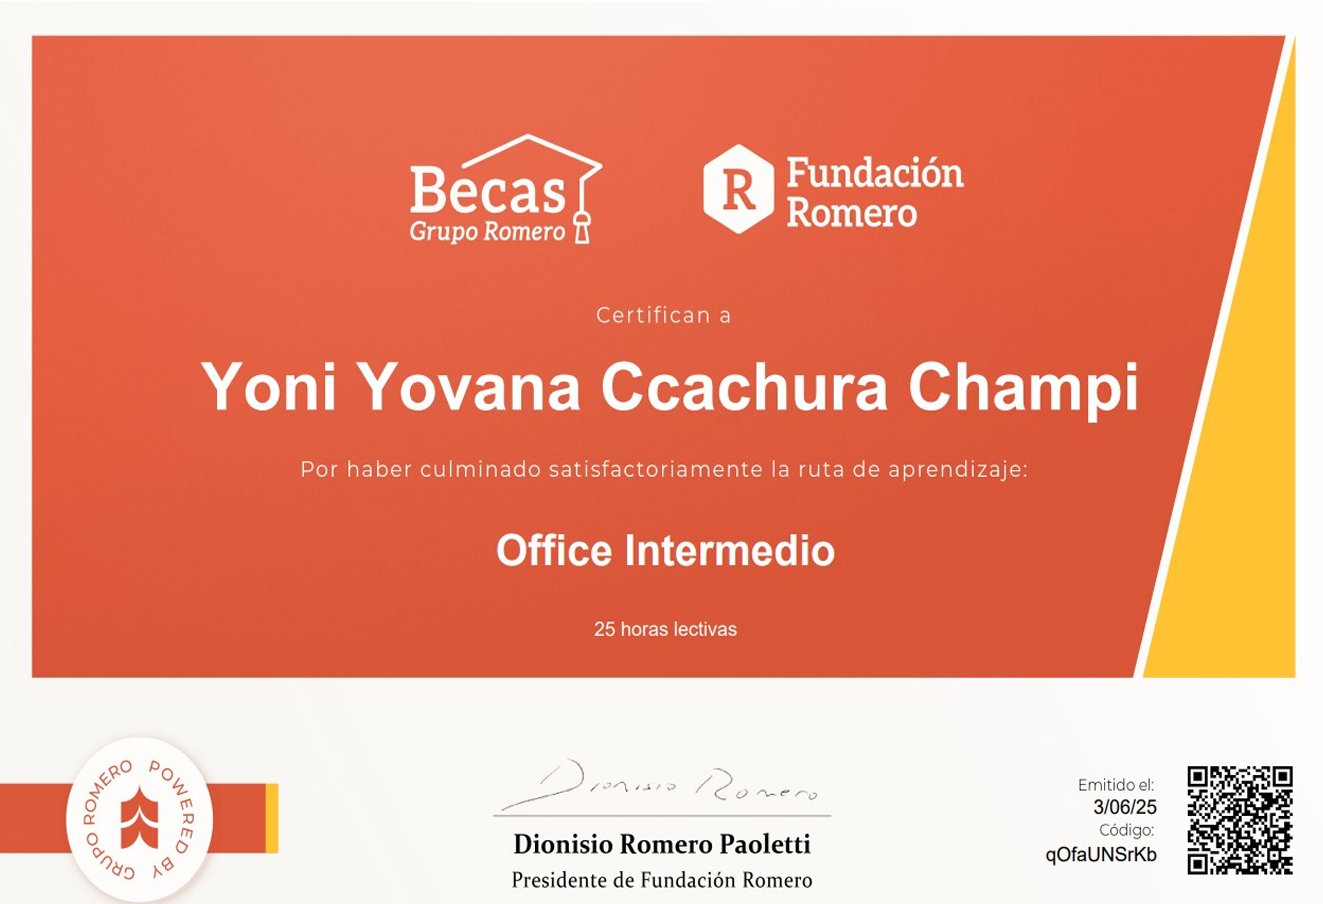 Becas
Grupo Romero
R
Fundación
Romero
Certifican a
Yoni Yovana Ccachura Champi
Por haber culminado satisfactoriamente la ruta de aprendizaje:
Office Intermedio
25 horas lectivas
POWERED BY GRUPO ROMERO
Dionisio Romero
Dionisio Romero Paoletti
Presidente de Fundación Romero
Emitido el:
3/06/25
Código:
qOfaUNSrKb